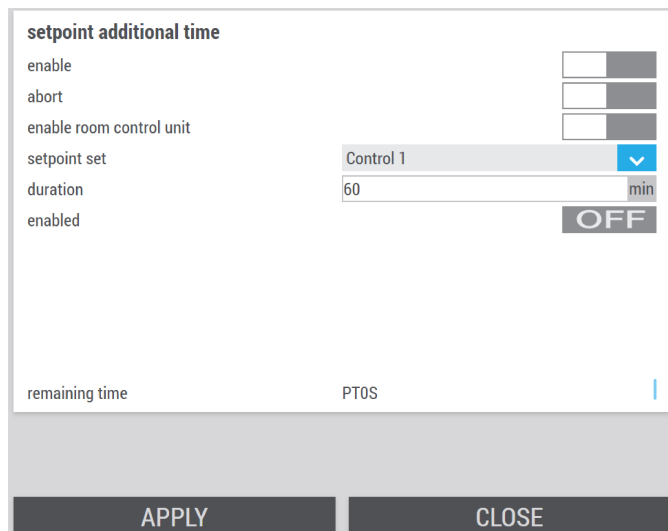 setpoint additional time
enable
abort
enable room control unit
setpoint set Control 1
duration 60 min
enabled OFF
remaining time PT0S
APPLY CLOSE